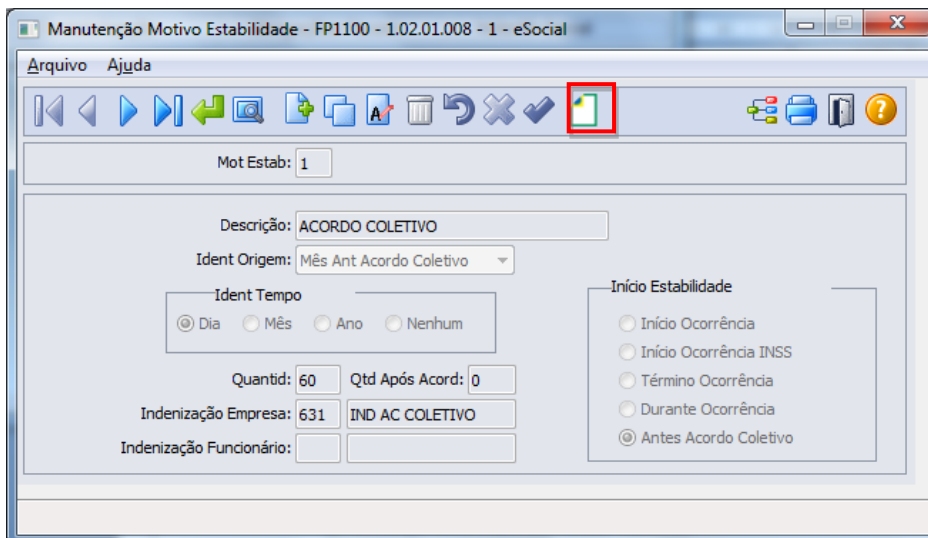 Manutenção Motivo Estabilidade - FP1100 - 1.02.01.008 - 1 - eSocial
Arquivo Ajuda
Mot Estab: 1
Descrição: ACORDO COLETIVO
Ident Origem: Mês Ant Acordo Coletivo
Ident Tempo
Dia Mês Ano Nenhum
Quantid: 60 Qtd Após Acord: 0
Indenização Empresa: 631 IND AC COLETIVO
Indenização Funcionário:
Início Estabilidade
Início Ocorrência
Início Ocorrência INSS
Término Ocorrência
Durante Ocorrência
Antes Acordo Coletivo